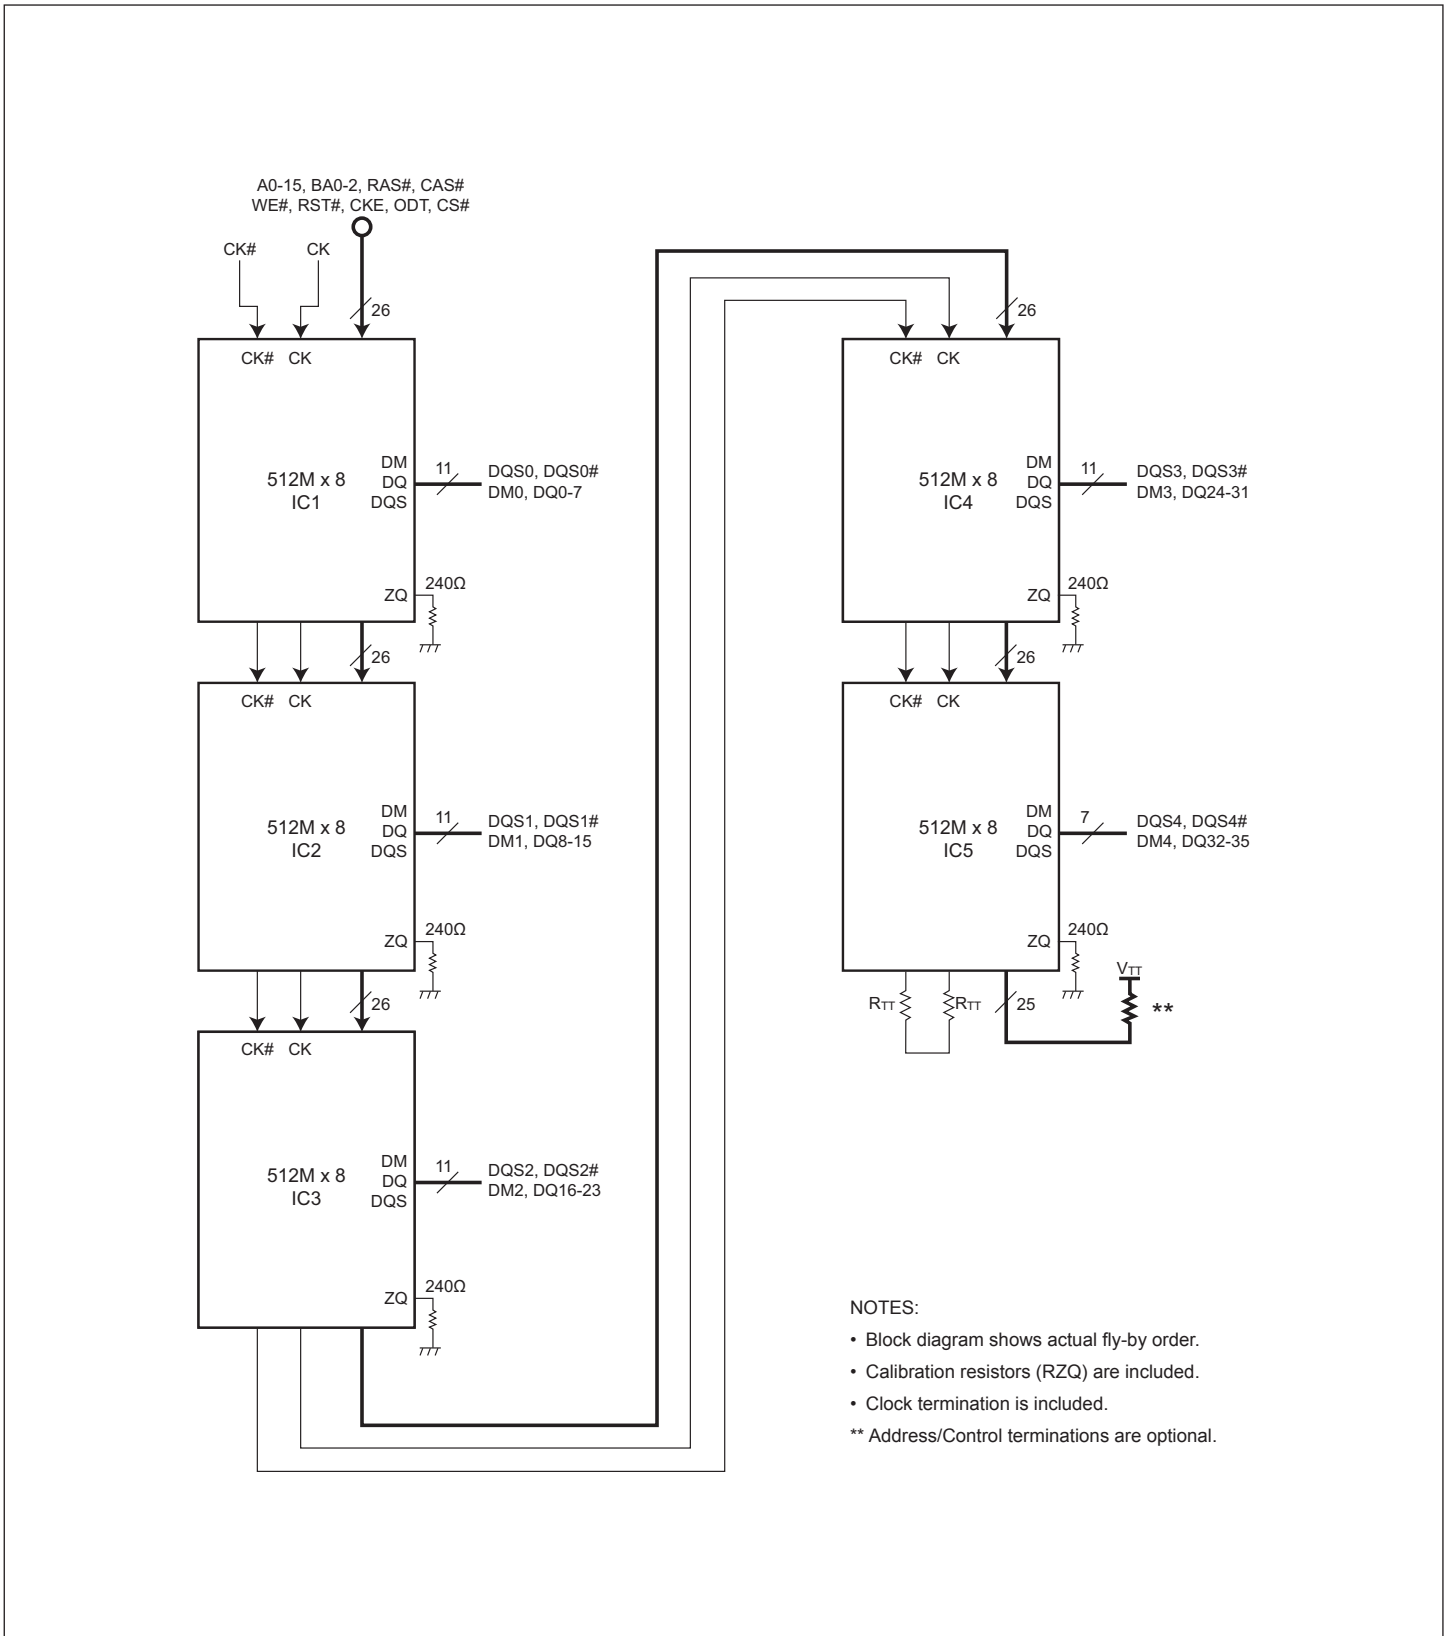 A0-15, BA0-2, RAS#, CAS#
WE#, RST#, CKE, ODT, CS#
CK#
CK
26
CK# CK
512M x 8
IC1
DM
DQ
DQS
11
DQS0, DQS0#
DM0, DQ0-7
ZQ
240Ω
26
CK# CK
512M x 8
IC2
DM
DQ
DQS
11
DQS1, DQS1#
DM1, DQ8-15
ZQ
240Ω
26
CK# CK
512M x 8
IC3
DM
DQ
DQS
11
DQS2, DQS2#
DM2, DQ16-23
ZQ
240Ω
26
CK# CK
512M x 8
IC4
DM
DQ
DQS
11
DQS3, DQS3#
DM3, DQ24-31
ZQ
240Ω
26
CK# CK
512M x 8
IC5
DM
DQ
DQS
7
DQS4, DQS4#
DM4, DQ32-35
ZQ
240Ω
RTT
RTT
25
VTT
**
NOTES:
• Block diagram shows actual fly-by order.
• Calibration resistors (RZQ) are included.
• Clock termination is included.
** Address/Control terminations are optional.